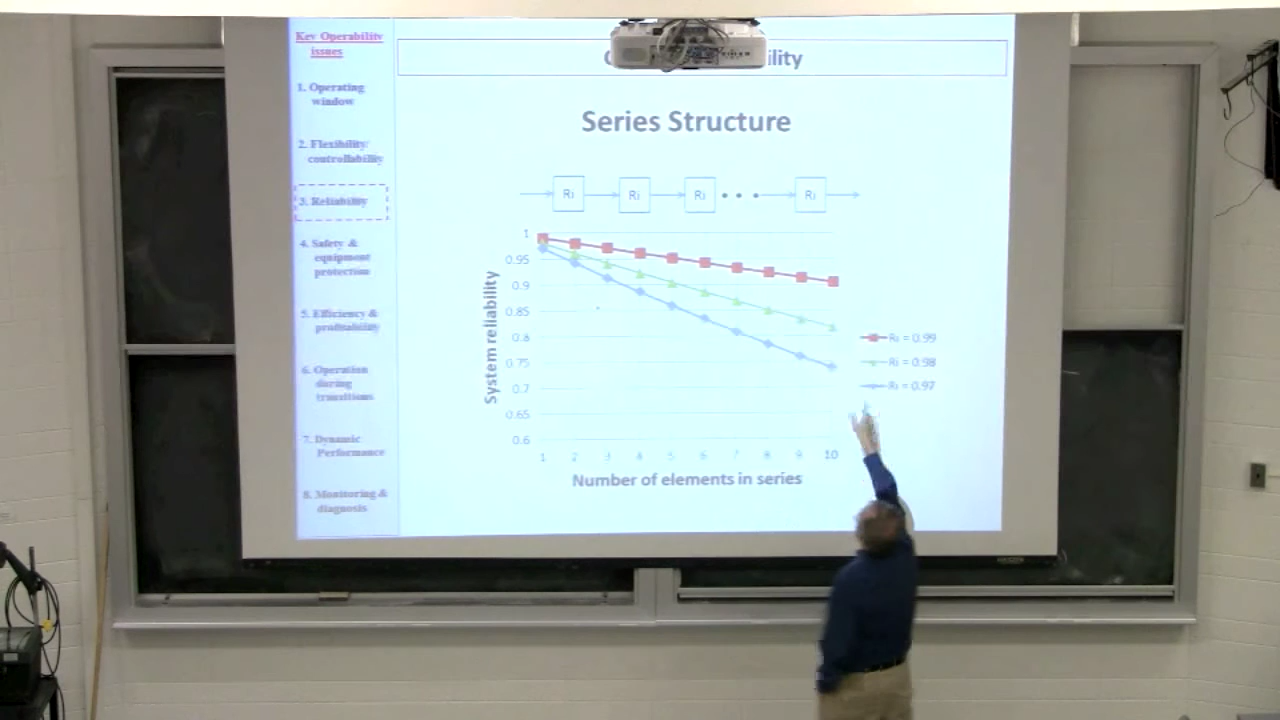 Key Operability
issues
1. Operating
window
2. Flexibility/
controllability
3. Reliability
4. Safety &
equipment
protection
5. Efficiency &
profitability
6. Operation
during
transitions
7. Dynamic
Performance
8. Monitoring &
diagnosis
Series Structure
Ri Ri Ri • • • Ri
System reliability
1
0.95
0.9
0.85
0.8
0.75
0.7
0.65
0.6
1 2 3 4 5 6 7 8 9 10
Number of elements in series
Ri = 0.99
Ri = 0.98
Ri = 0.97